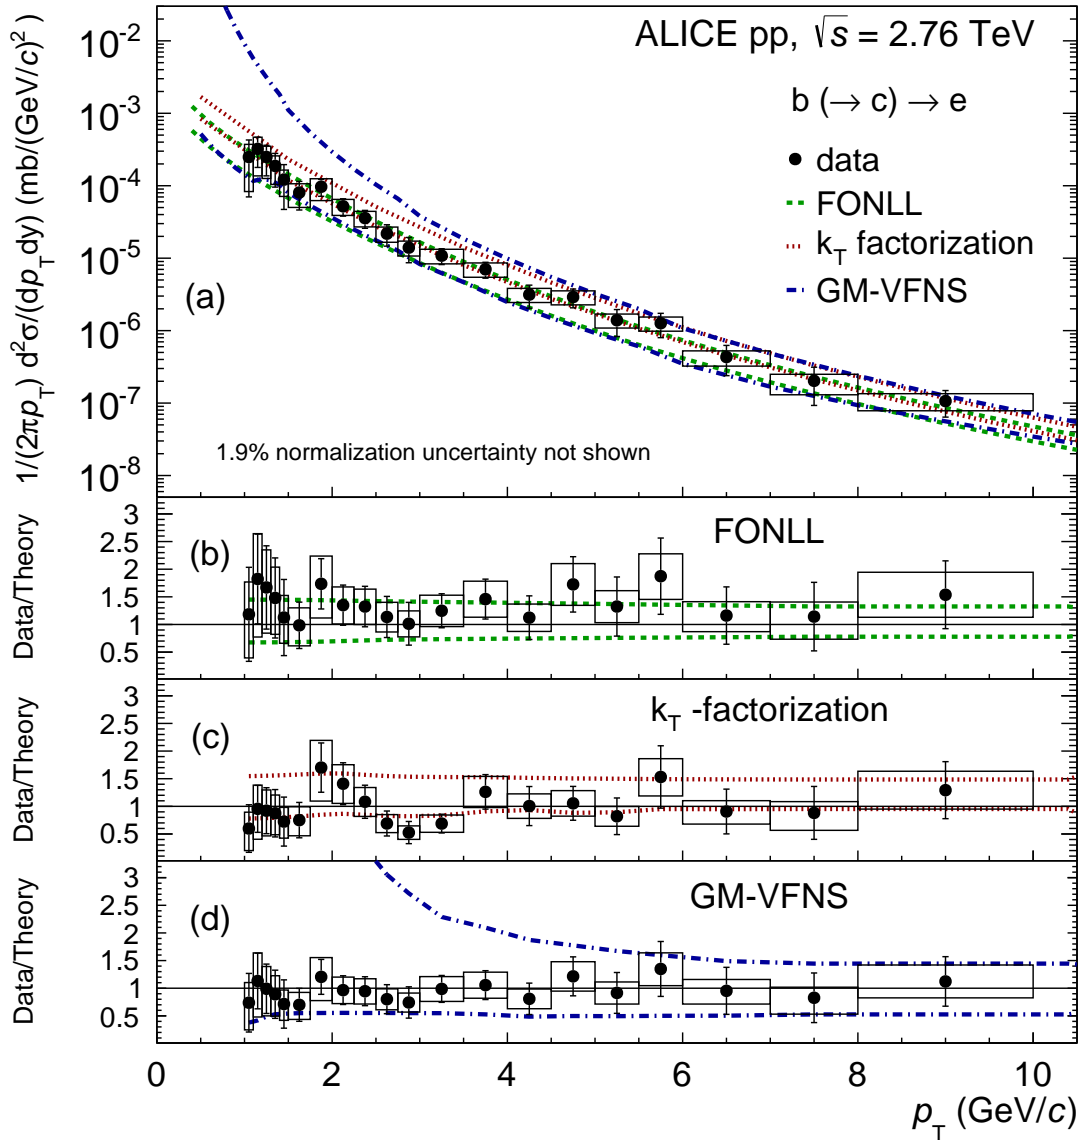 ALICE pp, √s = 2.76 TeV
b (→ c) → e
data
FONLL
k_T factorization
GM-VFNS
(a)
1.9% normalization uncertainty not shown
1/(2πp_T) d²σ/(dp_T dy) (mb/(GeV/c)²)
10⁻²
10⁻³
10⁻⁴
10⁻⁵
10⁻⁶
10⁻⁷
10⁻⁸
(b)
FONLL
Data/Theory
3
2.5
2
1.5
1
0.5
(c)
k_T -factorization
Data/Theory
3
2.5
2
1.5
1
0.5
(d)
GM-VFNS
Data/Theory
3
2.5
2
1.5
1
0.5
0 2 4 6 8 10
p_T (GeV/c)